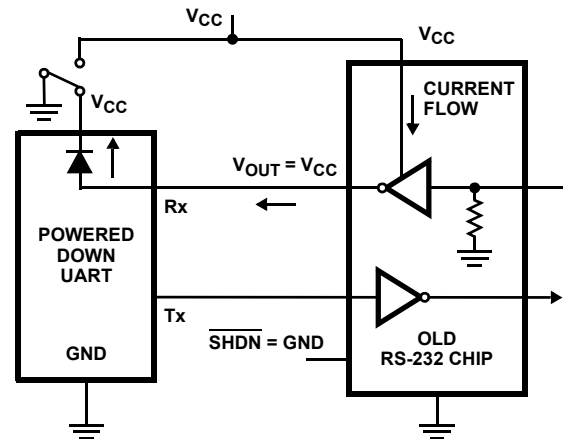 VCC
VCC
VCC
CURRENT
FLOW
VOUT = VCC
Rx
POWERED
DOWN
UART
Tx
GND
SHDN = GND
OLD
RS-232 CHIP